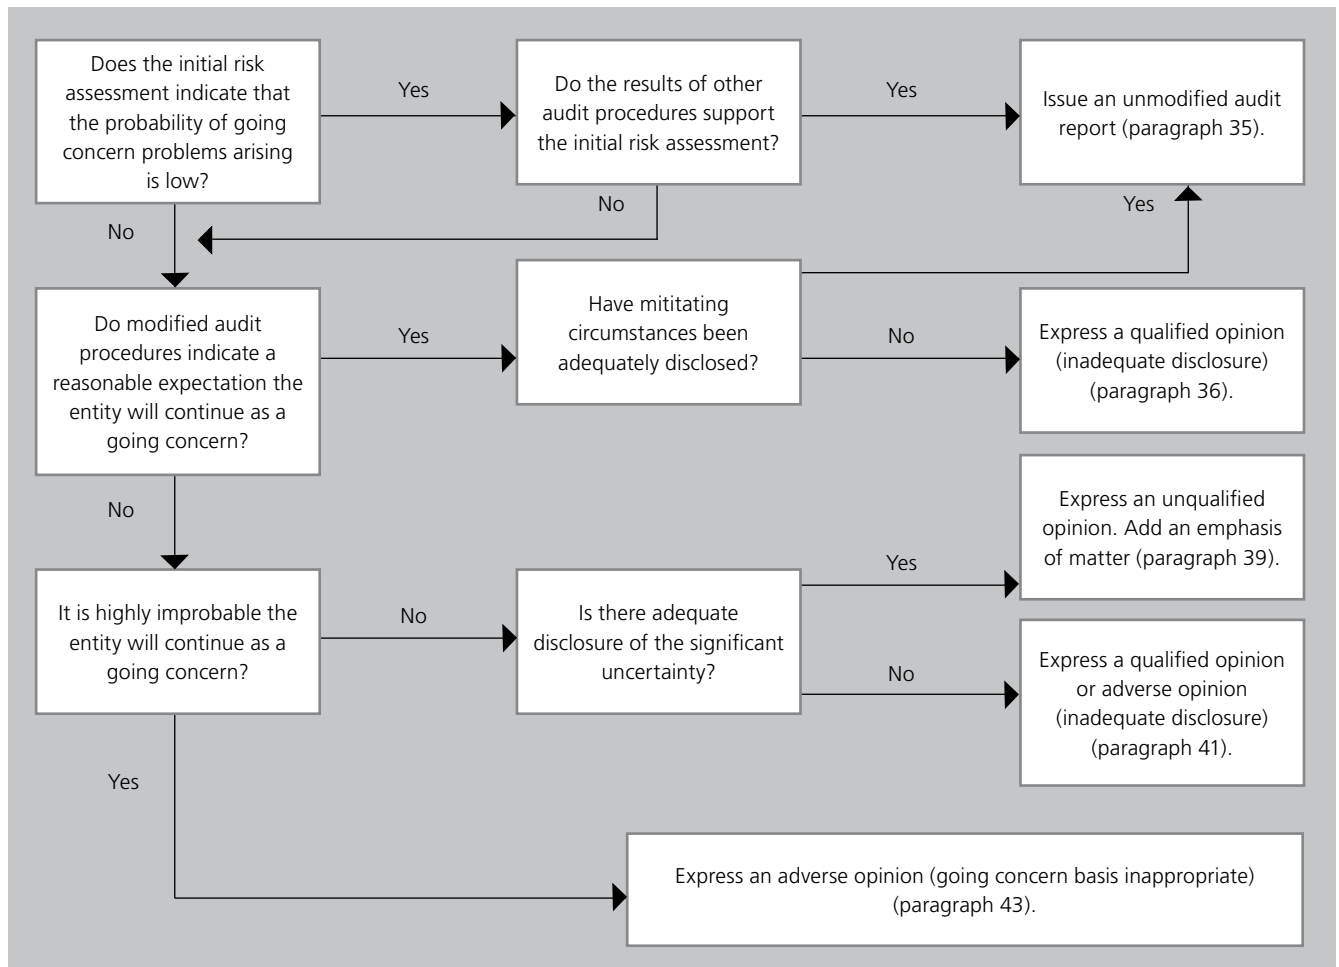 Does the initial risk
assessment indicate that
the probability of going
concern problems arising
is low?
Yes
Do the results of other
audit procedures support
the initial risk assessment?
Yes
Issue an unmodified audit
report (paragraph 35).
No
No
Yes
Do modified audit
procedures indicate a
reasonable expectation the
entity will continue as a
going concern?
Yes
Have mititating
circumstances been
adequately disclosed?
No
Express a qualified opinion
(inadequate disclosure)
(paragraph 36).
No
Express an unqualified
opinion. Add an emphasis
of matter (paragraph 39).
It is highly improbable the
entity will continue as a
going concern?
No
Is there adequate
disclosure of the significant
uncertainty?
Yes
No
Express a qualified opinion
or adverse opinion
(inadequate disclosure)
(paragraph 41).
Yes
Express an adverse opinion (going concern basis inappropriate)
(paragraph 43).